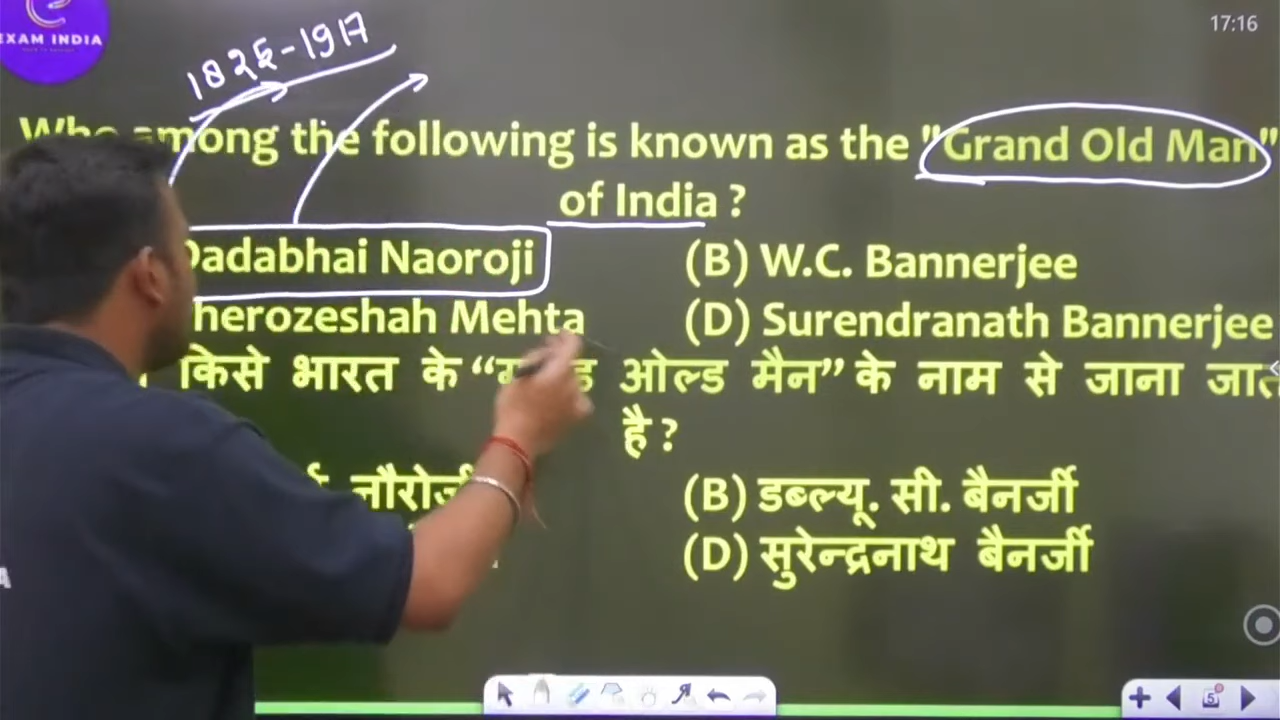 EXAM INDIA
17:16
1825-1917
Who among the following is known as the "Grand Old Man"
of India ?
Dadabhai Naoroji
(B) W.C. Bannerjee
herozeshah Mehta
(D) Surendranath Bannerjee
किसे भारत के “ ओल्ड मैन” के नाम से जाना
है ?
(B) डब्ल्यू. सी. बैनर्जी
(D) सुरेन्द्रनाथ बैनर्जी
5